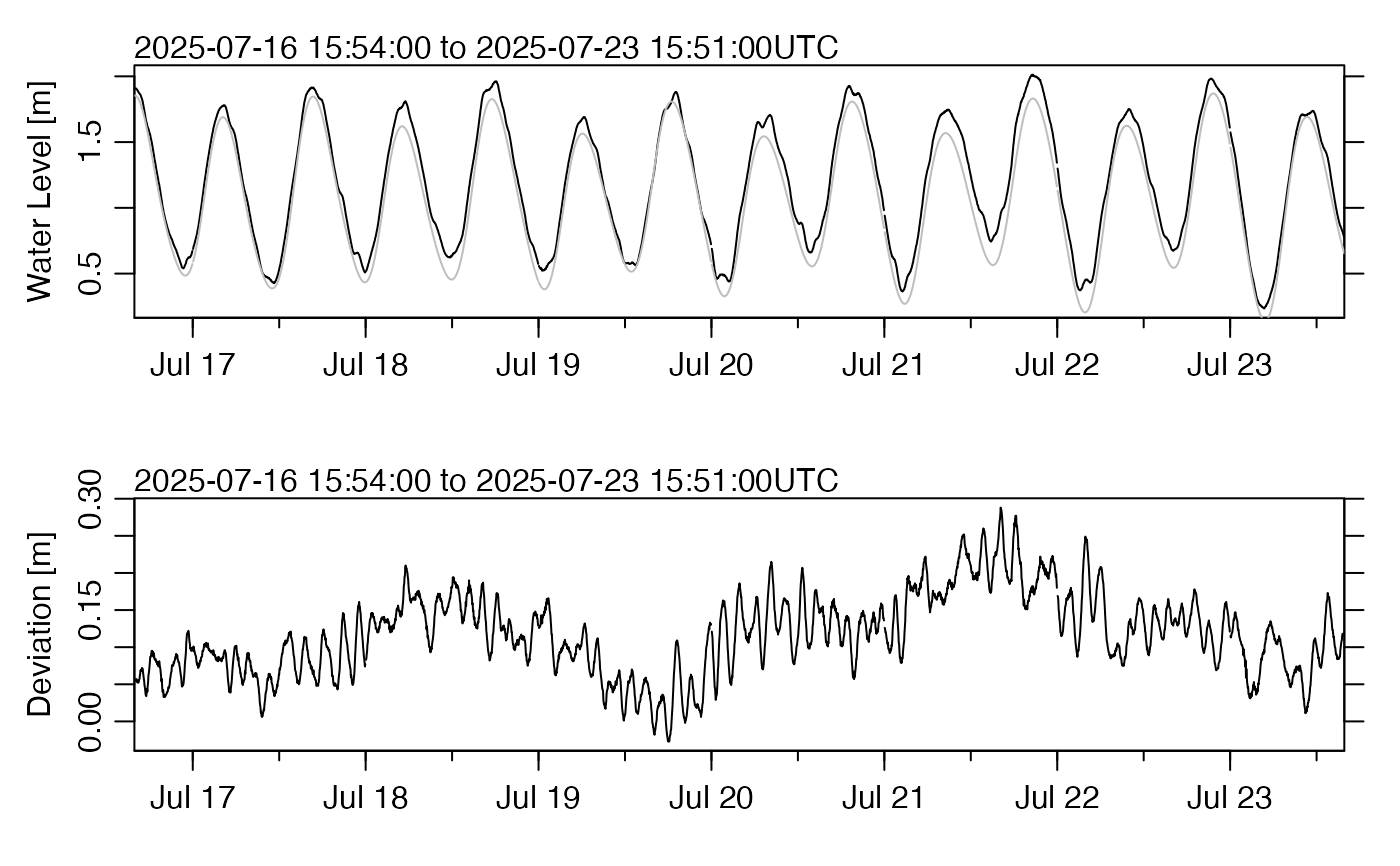 2025-07-16 15:54:00 to 2025-07-23 15:51:00UTC
Water Level [m]
1.5
0.5
Jul 17 Jul 18 Jul 19 Jul 20 Jul 21 Jul 22 Jul 23
2025-07-16 15:54:00 to 2025-07-23 15:51:00UTC
Deviation [m]
0.30
0.15
0.00
Jul 17 Jul 18 Jul 19 Jul 20 Jul 21 Jul 22 Jul 23